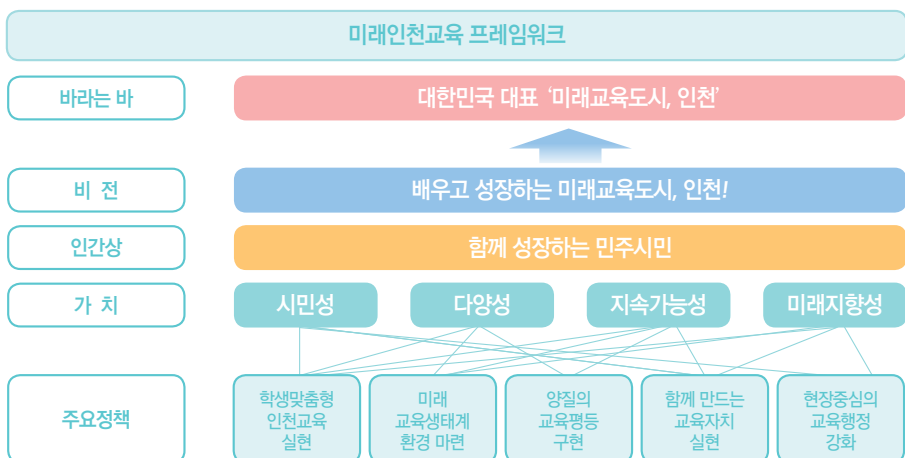 미래인천교육 프레임워크
바라는 바
대한민국 대표 ‘미래교육도시, 인천’
비 전
배우고 성장하는 미래교육도시, 인천!
인간상
함께 성장하는 민주시민
가 치
시민성
다양성
지속가능성
미래지향성
주요정책
학생맞춤형
인천교육
실현
미래
교육생태계
환경 마련
양질의
교육평등
구현
함께 만드는
교육자치
실현
현장중심의
교육행정
강화